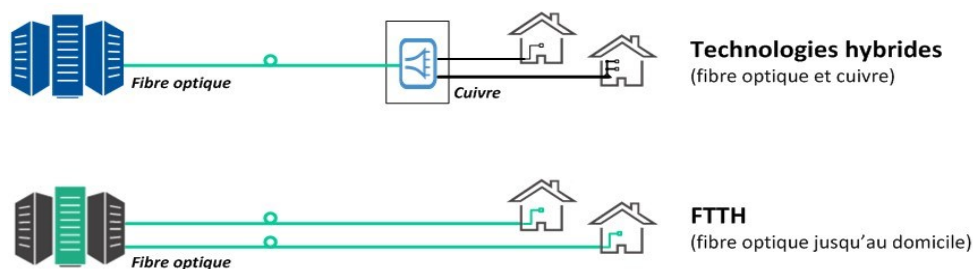 Technologies hybrides
(fibre optique et cuivre)
Fibre optique
Cuivre
FTTH
(fibre optique jusqu'au domicile)
Fibre optique